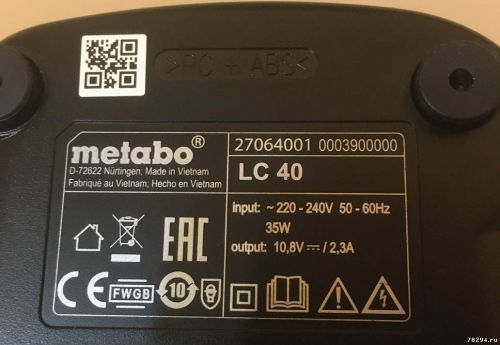 >PC + ABS<
metabo®
D-72622 Nürtingen; Made in Vietnam
Fabriqué au Vietnam; Hecho en Vietnam
27064001 0003900000
LC 40
input: ~ 220 - 240V 50 - 60Hz
35W
output: 10,8V⎓ / 2,3A
EAC
CE
FWGB
10
78294.ru